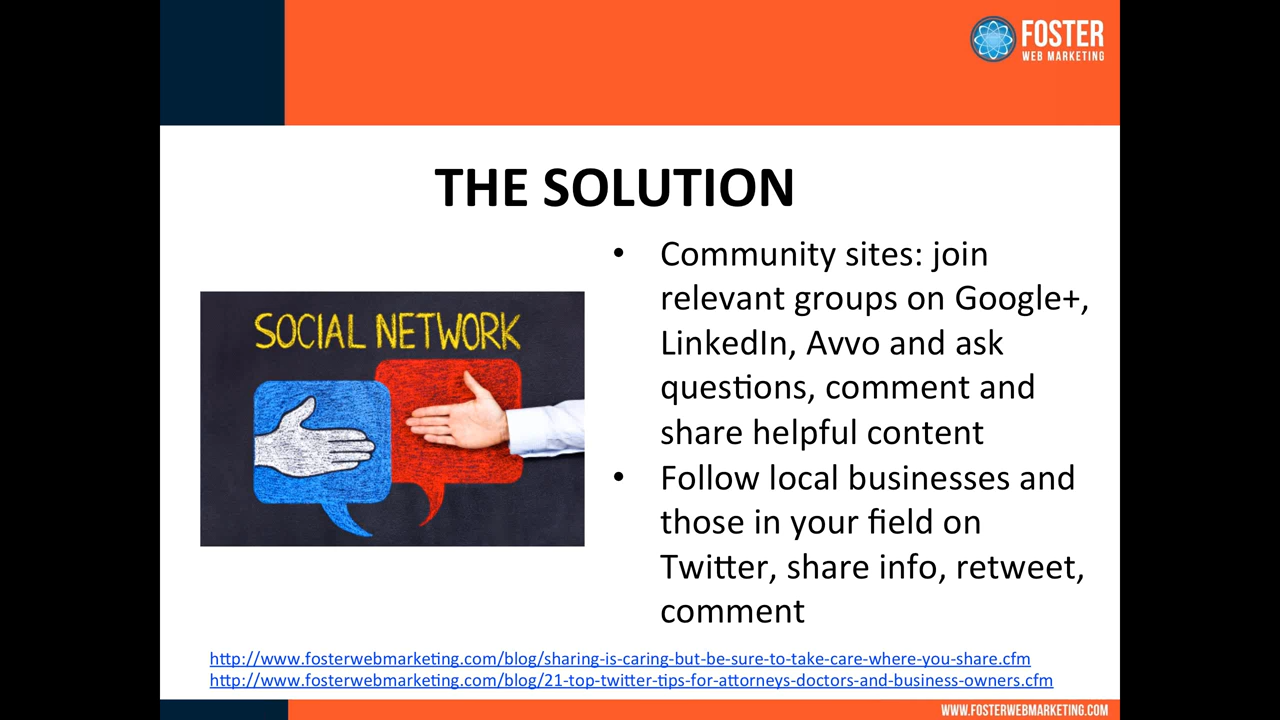 FOSTER
WEB MARKETING
THE SOLUTION
SOCIAL NETWORK
• Community sites: join
relevant groups on Google+,
LinkedIn, Avvo and ask
questions, comment and
share helpful content
• Follow local businesses and
those in your field on
Twitter, share info, retweet,
comment
http://www.fosterwebmarketing.com/blog/sharing-is-caring-but-be-sure-to-take-care-where-you-share.cfm
http://www.fosterwebmarketing.com/blog/21-top-twitter-tips-for-attorneys-doctors-and-business-owners.cfm
WWW.FOSTERWEBMARKETING.COM